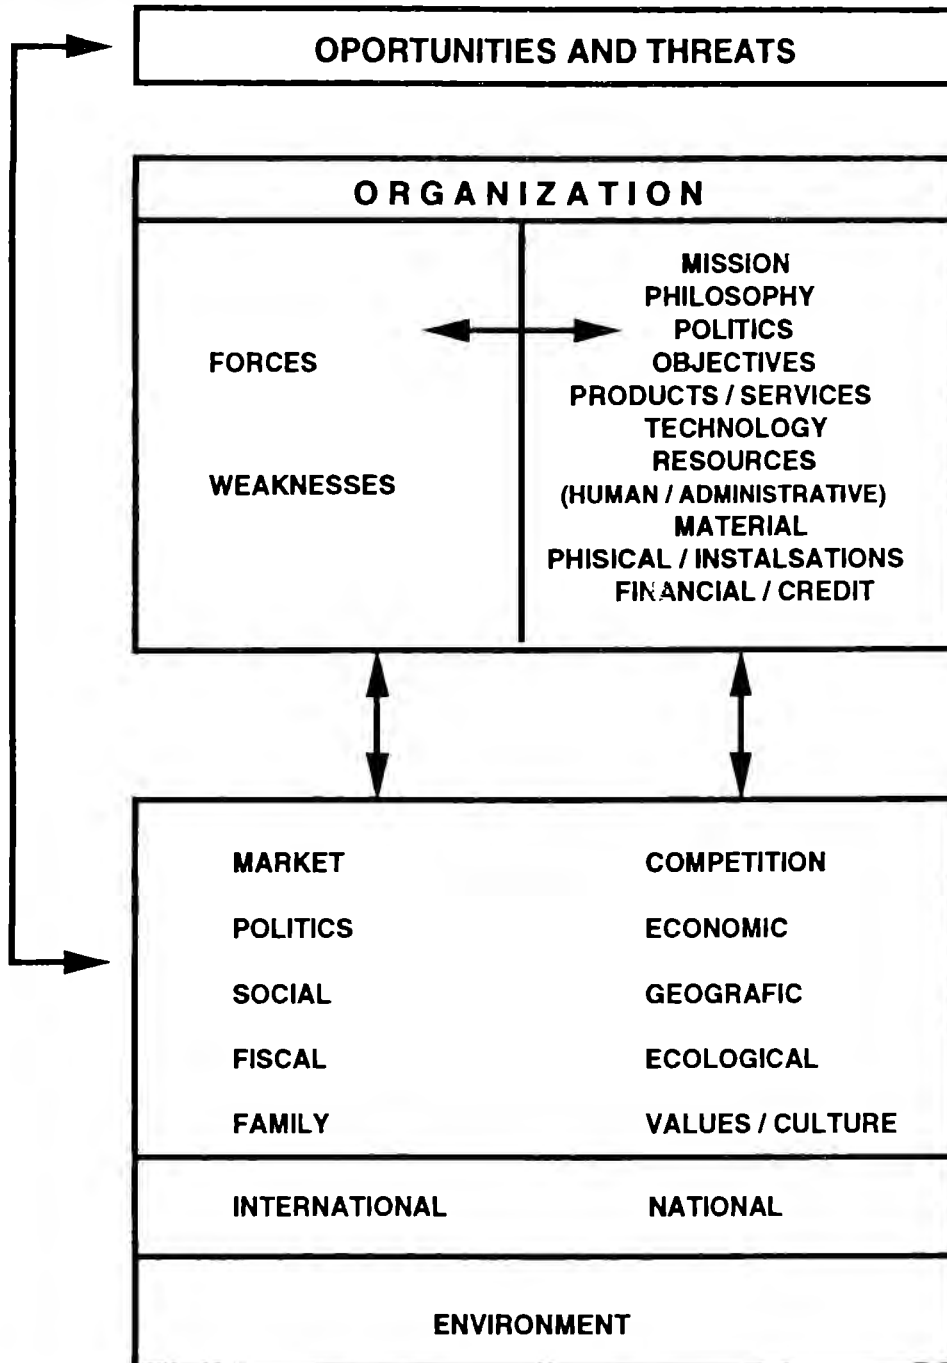 OPORTUNITIES AND THREATS
ORGANIZATION
FORCES
WEAKNESSES
MISSION
PHILOSOPHY
POLITICS
OBJECTIVES
PRODUCTS / SERVICES
TECHNOLOGY
RESOURCES
(HUMAN / ADMINISTRATIVE)
MATERIAL
PHISICAL / INSTALSATIONS
FINANCIAL / CREDIT
MARKET COMPETITION
POLITICS ECONOMIC
SOCIAL GEOGRAFIC
FISCAL ECOLOGICAL
FAMILY VALUES / CULTURE
INTERNATIONAL NATIONAL
ENVIRONMENT